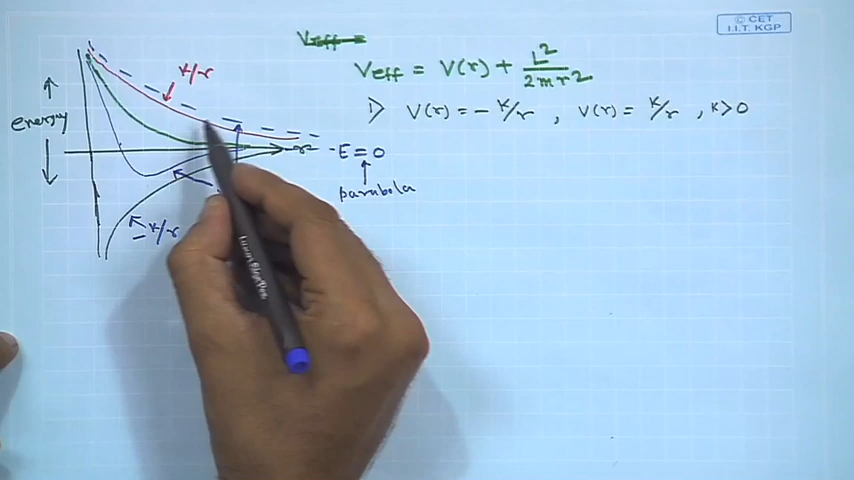 © CET
I.I.T. KGP
Veff =
Veff = V(r) + L²/2mr²
1> V(r) = - K/r , V(r) = K/r , K>0
K/r
energy
r
E = 0
parabola
- K/r